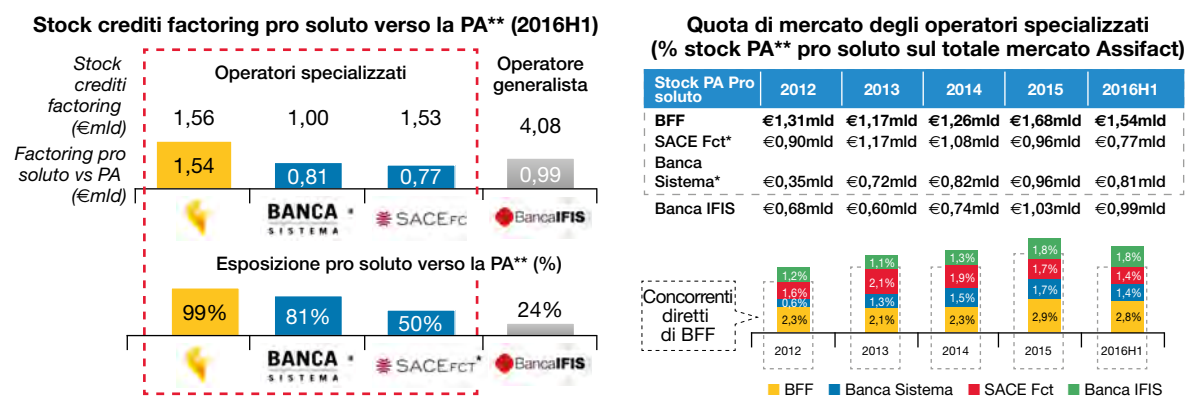 Stock crediti factoring pro soluto verso la PA** (2016H1)
Stock
crediti
factoring
(€mld)
Operatori specializzati
Operatore
generalista
1,56 1,00 1,53 4,08
Factoring pro
soluto vs PA
(€mld)
1,54 0,81 0,77 0,99
BANCA *
SISTEMA
SACEFC
BancaIFIS
Esposizione pro soluto verso la PA** (%)
99% 81% 50% 24%
BANCA *
SISTEMA
SACEFCT*
BancaIFIS
Quota di mercato degli operatori specializzati
(% stock PA** pro soluto sul totale mercato Assifact)
Stock PA Pro
soluto 2012 2013 2014 2015 2016H1
BFF €1,31mld €1,17mld €1,26mld €1,68mld €1,54mld
SACE Fct* €0,90mld €1,17mld €1,08mld €0,96mld €0,77mld
Banca
Sistema* €0,35mld €0,72mld €0,82mld €0,96mld €0,81mld
Banca IFIS €0,68mld €0,60mld €0,74mld €1,03mld €0,99mld
Concorrenti
diretti
di BFF
1,2% 1,1% 1,3% 1,8% 1,8%
1,6% 2,1% 1,9% 1,7% 1,4%
0,6% 1,3% 1,5% 1,7% 1,4%
2,3% 2,1% 2,3% 2,9% 2,8%
2012 2013 2014 2015 2016H1
BFF Banca Sistema SACE Fct Banca IFIS